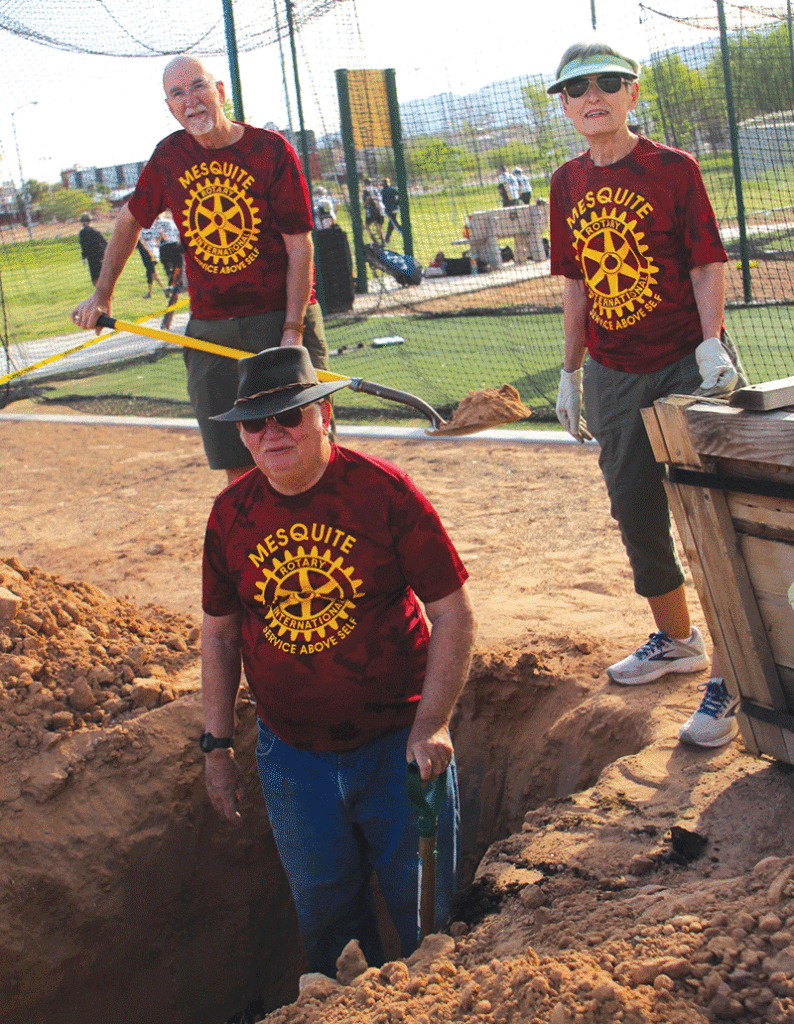 MESQUITE
ROTARY
INTERNATIONAL
SERVICE ABOVE SELF
MESQUITE
ROTARY
INTERNATIONAL
SERVICE ABOVE SELF
MESQUITE
ROTARY
INTERNATIONAL
SERVICE ABOVE SELF